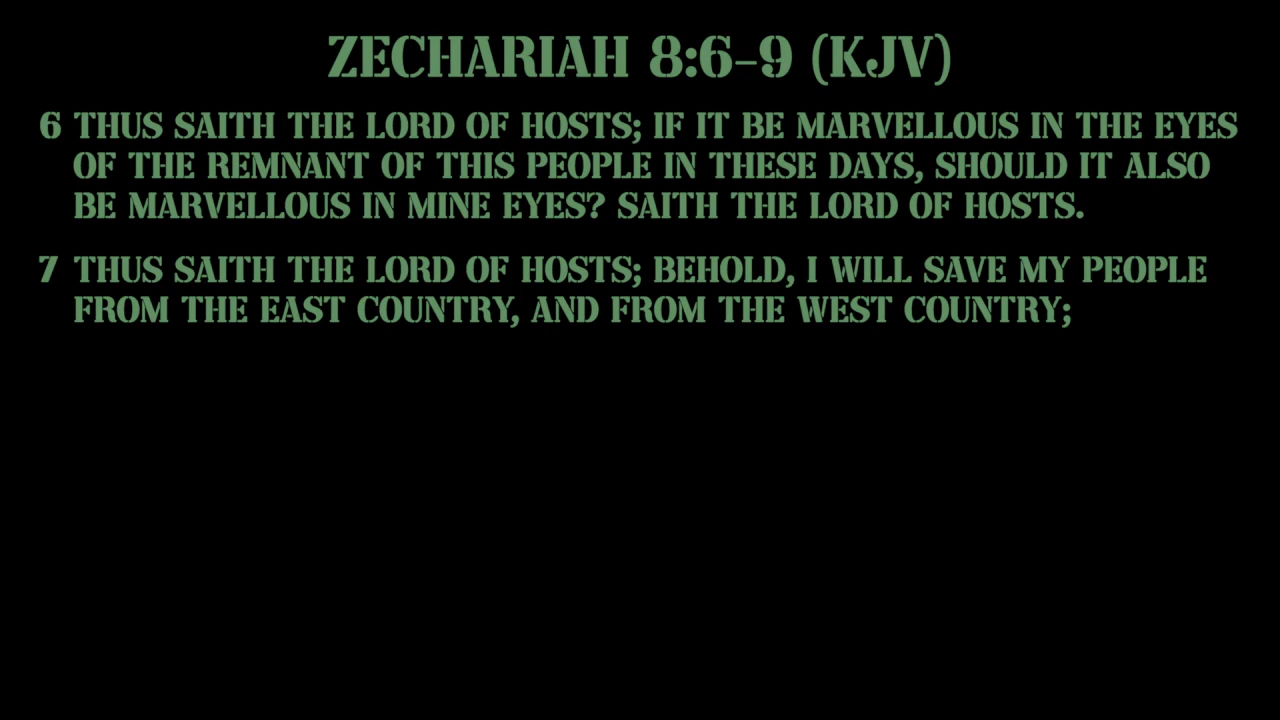 ZECHARIAH 8:6–9 (KJV)
6 THUS SAITH THE LORD OF HOSTS; IF IT BE MARVELLOUS IN THE EYES
OF THE REMNANT OF THIS PEOPLE IN THESE DAYS, SHOULD IT ALSO
BE MARVELLOUS IN MINE EYES? SAITH THE LORD OF HOSTS.
7 THUS SAITH THE LORD OF HOSTS; BEHOLD, I WILL SAVE MY PEOPLE
FROM THE EAST COUNTRY, AND FROM THE WEST COUNTRY;